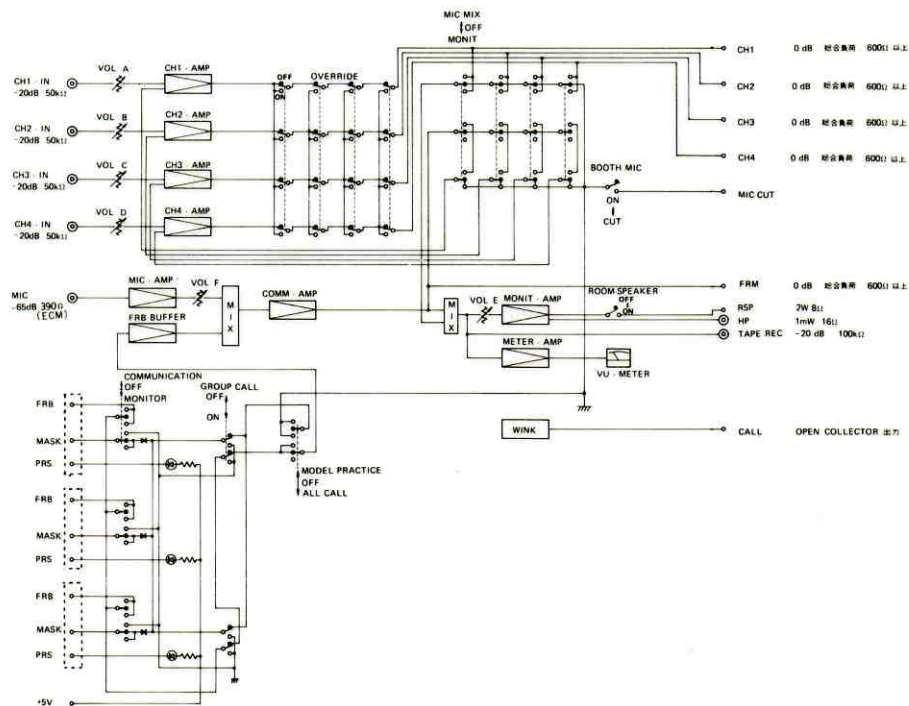 MIC MIX
OFF
MONIT
CH1 - IN
-20dB 50kΩ
VOL A
CH1 - AMP
OFF
ON
OVERRIDE
CH1 0 dB 総合負荷 600Ω 以上
CH2 - IN
-20dB 50kΩ
VOL B
CH2 - AMP
CH2 0 dB 総合負荷 600Ω 以上
CH3 - IN
-20dB 50kΩ
VOL C
CH3 - AMP
CH3 0 dB 総合負荷 600Ω 以上
CH4 - IN
-20dB 50kΩ
VOL D
CH4 - AMP
CH4 0 dB 総合負荷 600Ω 以上
BOOTH MIC
ON
CUT
MIC CUT
MIC
-65dB 390Ω
(ECM)
MIC - AMP
VOL F
FRB BUFFER
MIX
COMM - AMP
MIX
VOL E
MONIT - AMP
ROOM-SPEAKER
OFF
ON
METER - AMP
VU - METER
FRM 0 dB 総合負荷 600Ω 以上
RSP 2W 8Ω
HP 1mW 16Ω
TAPE REC -20 dB 100kΩ
COMMUNICATION
OFF
MONITOR
GROUP CALL
OFF
ON
MODEL PRACTICE
OFF
ALL CALL
WINK
CALL OPEN COLLECTOR 出力
FRB
MASK
PRS
FRB
MASK
PRS
FRB
MASK
PRS
+5V